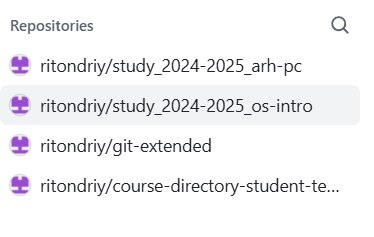 Repositories
ritondriy/study_2024-2025_arh-pc
ritondriy/study_2024-2025_os-intro
ritondriy/git-extended
ritondriy/course-directory-student-te...